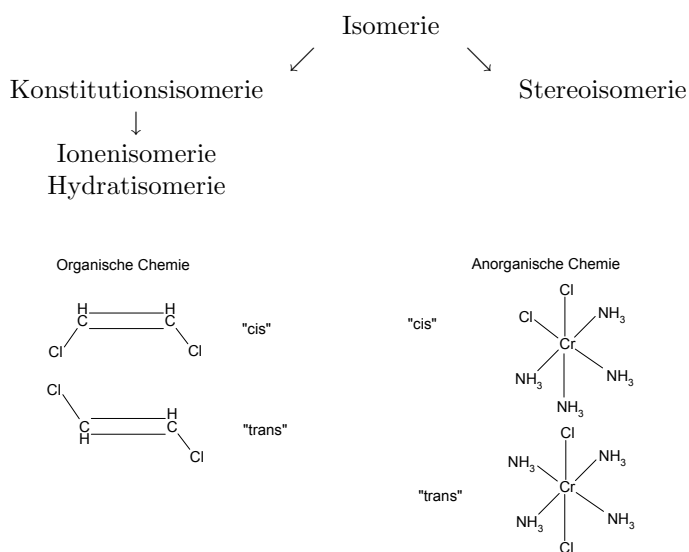 Isomerie
↙ ↘
Konstitutionsisomerie Stereoisomerie
↓
Ionenisomerie
Hydratisomerie
Organische Chemie
H H
C C
Cl Cl
"cis"
Cl
H
C C
H
Cl
"trans"
Anorganische Chemie
"cis"
Cl
Cl NH3
Cr
NH3 NH3
NH3
"trans"
Cl
NH3 NH3
Cr
NH3 NH3
Cl